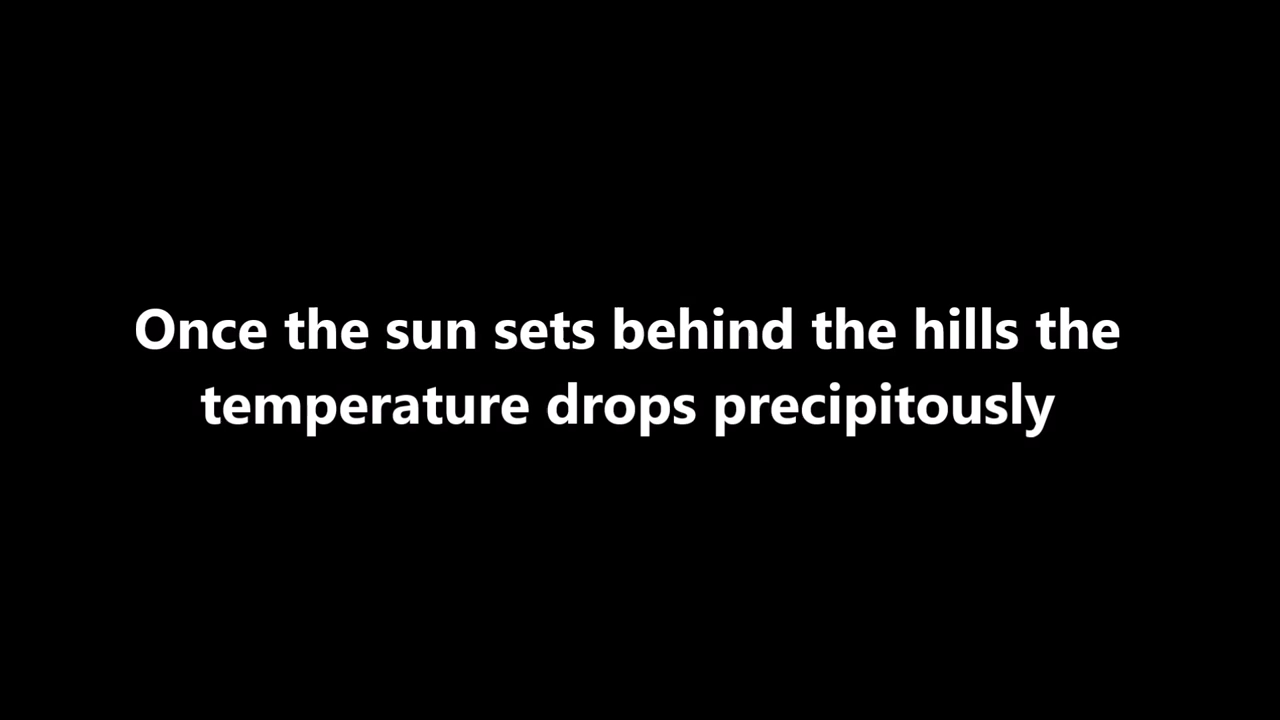 Once the sun sets behind the hills the
temperature drops precipitously